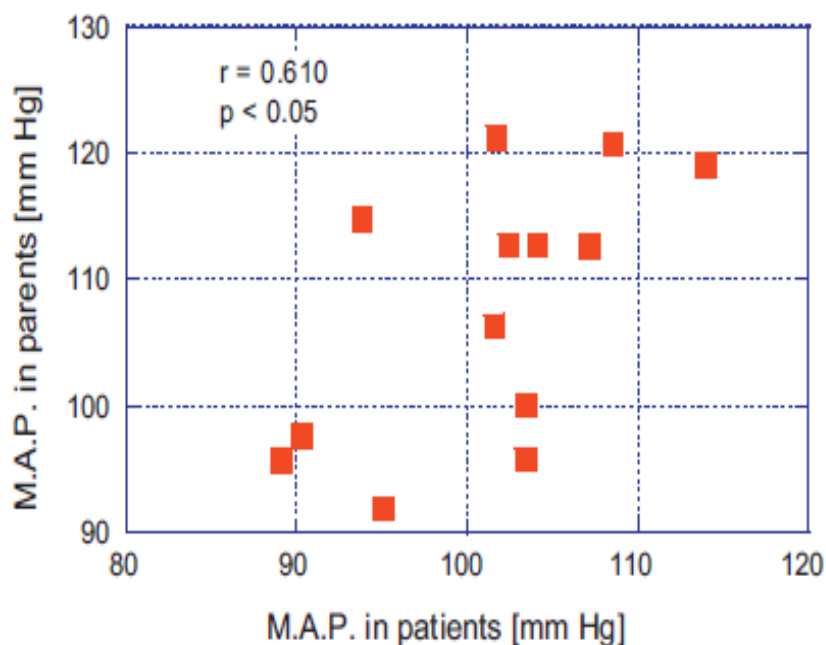 130
r = 0.610
p < 0.05
120
110
100
90
80 90 100 110 120
M.A.P. in parents [mm Hg]
M.A.P. in patients [mm Hg]